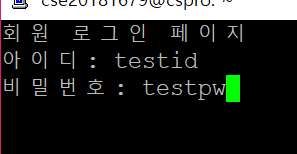 cse20181679@cspro: ~
회원 로그인 페이지
아이디: testid
비밀번호: testpw